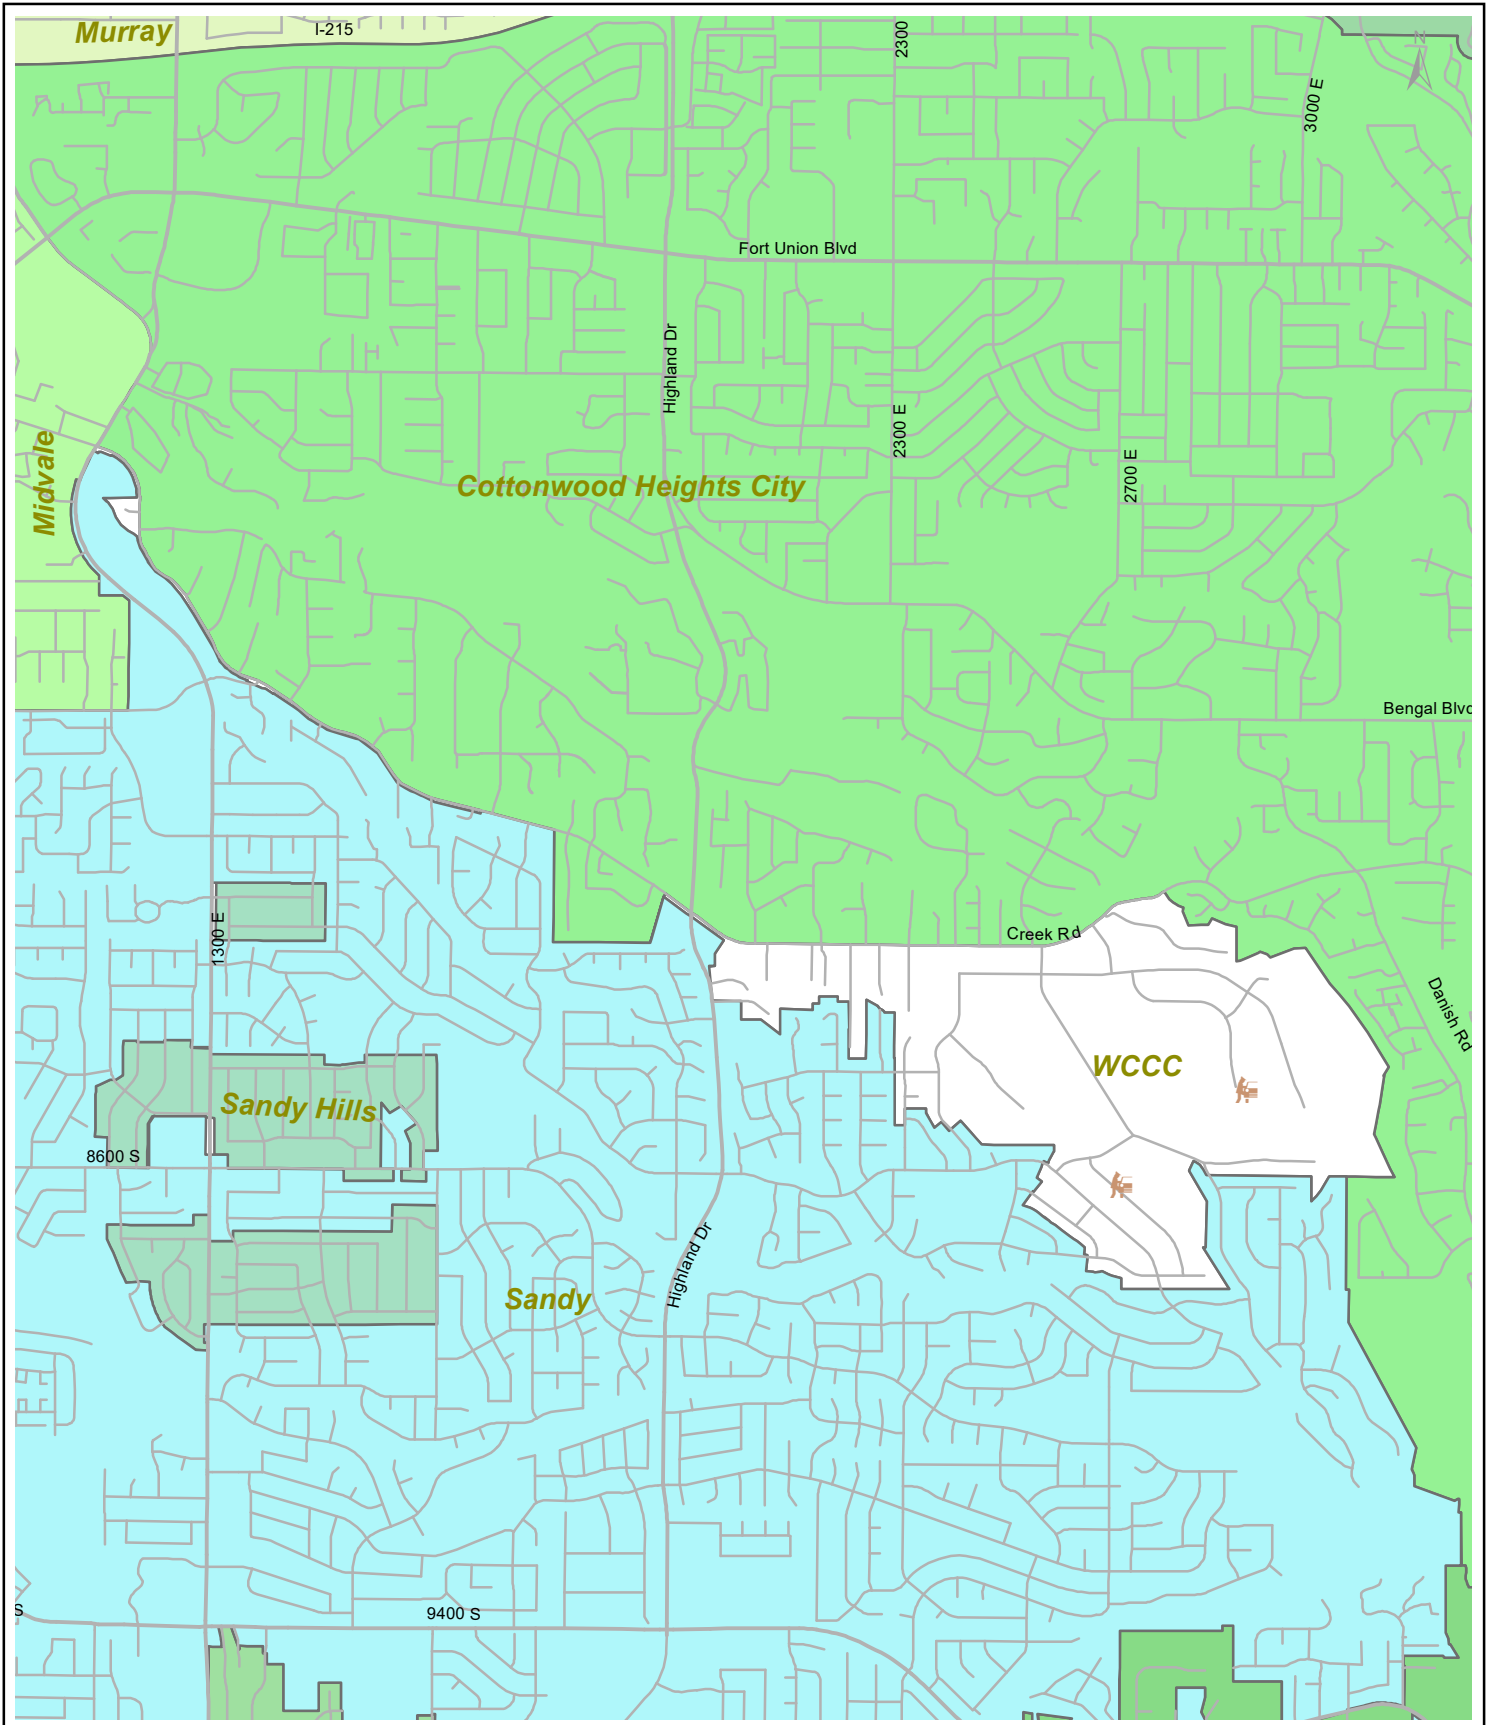 Murray
I-215
2300
N
3000 E
Fort Union Blvd
Highland Dr
2300 E
Midvale
Cottonwood Heights City
2700 E
Bengal Blvd
1300 E
Creek Rd
Danish Rd
WCCC
Sandy Hills
8600 S
Highland Dr
Sandy
9400 S
S